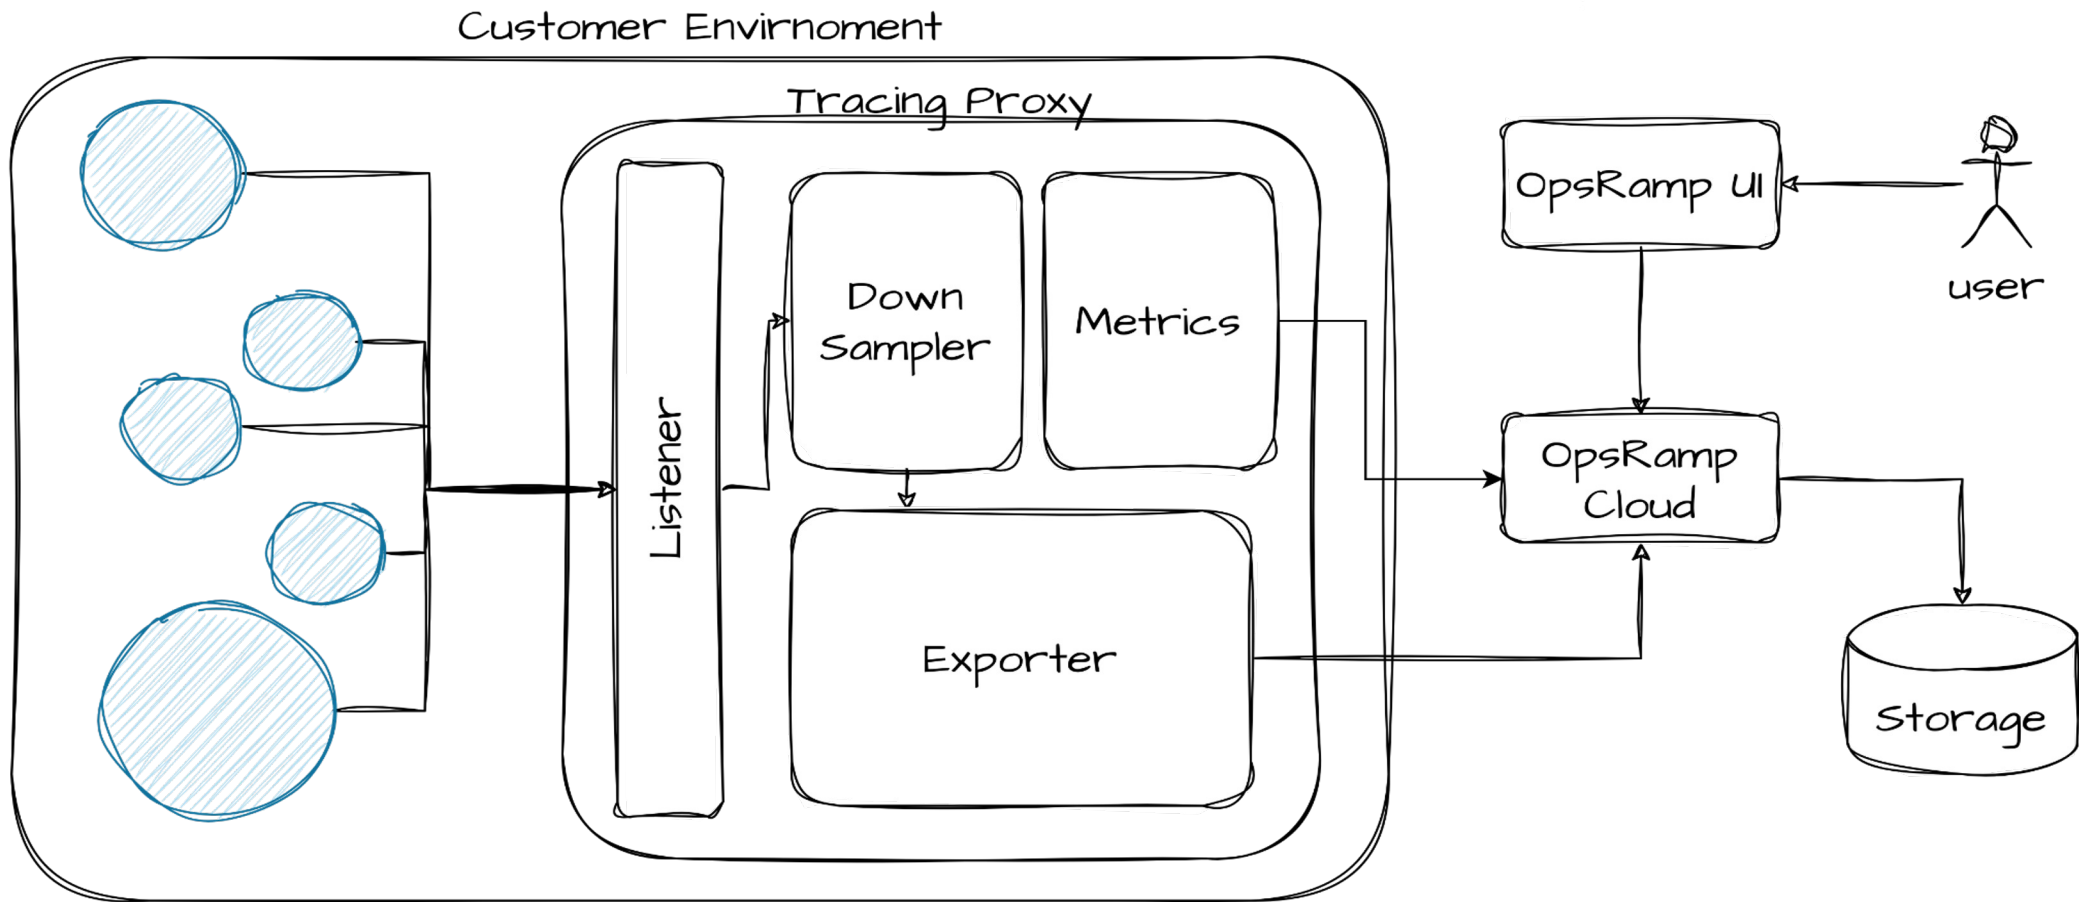 Customer Envirnoment
Tracing Proxy
Listener
Down
Sampler
Metrics
Exporter
OpsRamp UI
user
OpsRamp
Cloud
Storage